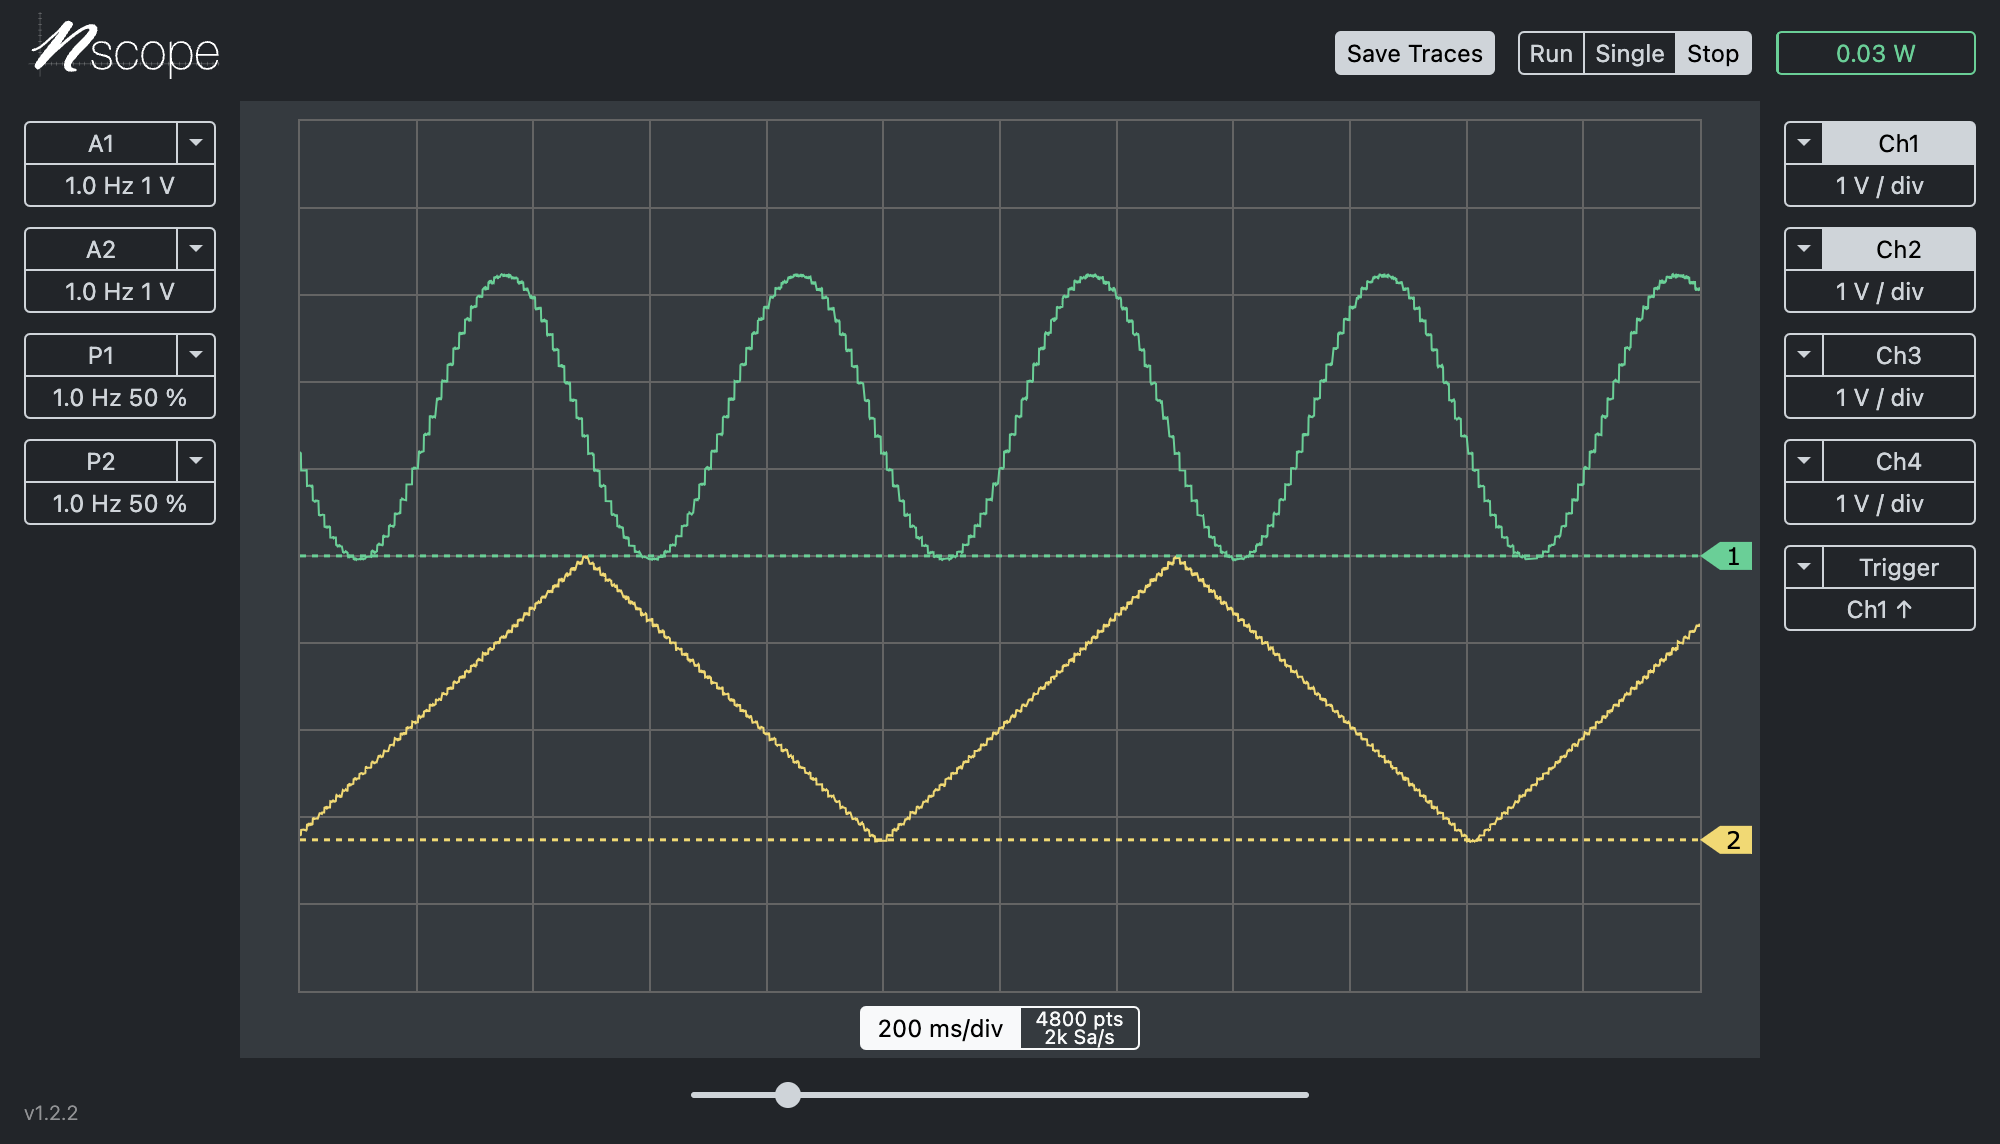 nscope
Save Traces
Run Single Stop
0.03 W
A1
1.0 Hz 1 V
A2
1.0 Hz 1 V
P1
1.0 Hz 50 %
P2
1.0 Hz 50 %
Ch1
1 V / div
Ch2
1 V / div
Ch3
1 V / div
Ch4
1 V / div
Trigger
Ch1 ↑
1
2
200 ms/div
4800 pts
2k Sa/s
v1.2.2